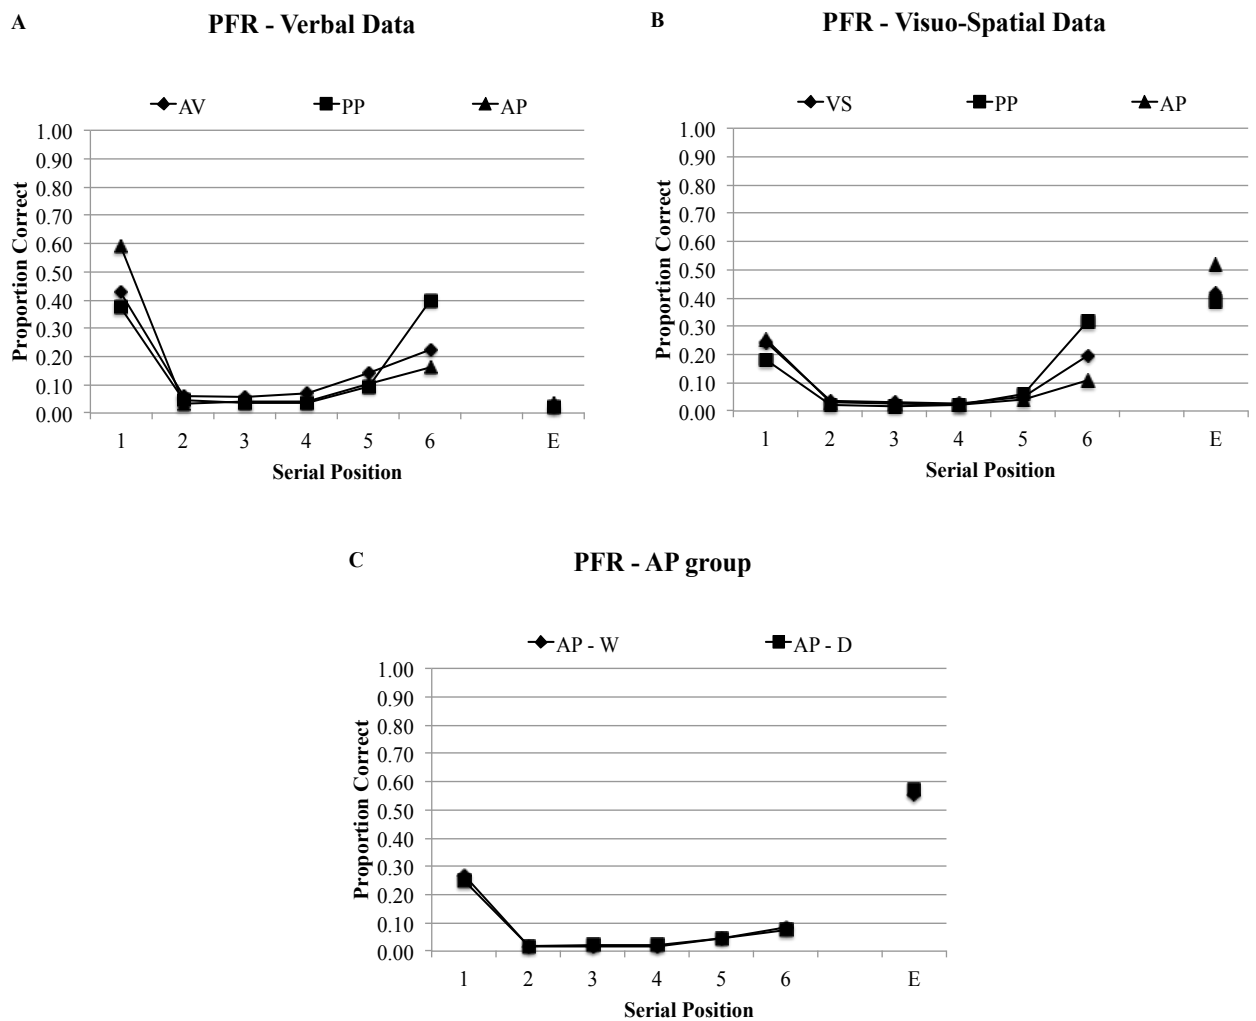 A
PFR - Verbal Data
AV
PP
AP
1.00
0.90
0.80
0.70
0.60
0.50
0.40
0.30
0.20
0.10
0.00
Proportion Correct
1 2 3 4 5 6 E
Serial Position
B
PFR - Visuo-Spatial Data
VS
PP
AP
1.00
0.90
0.80
0.70
0.60
0.50
0.40
0.30
0.20
0.10
0.00
Proportion Correct
1 2 3 4 5 6 E
Serial Position
C
PFR - AP group
AP - W
AP - D
1.00
0.90
0.80
0.70
0.60
0.50
0.40
0.30
0.20
0.10
0.00
Proportion Correct
1 2 3 4 5 6 E
Serial Position